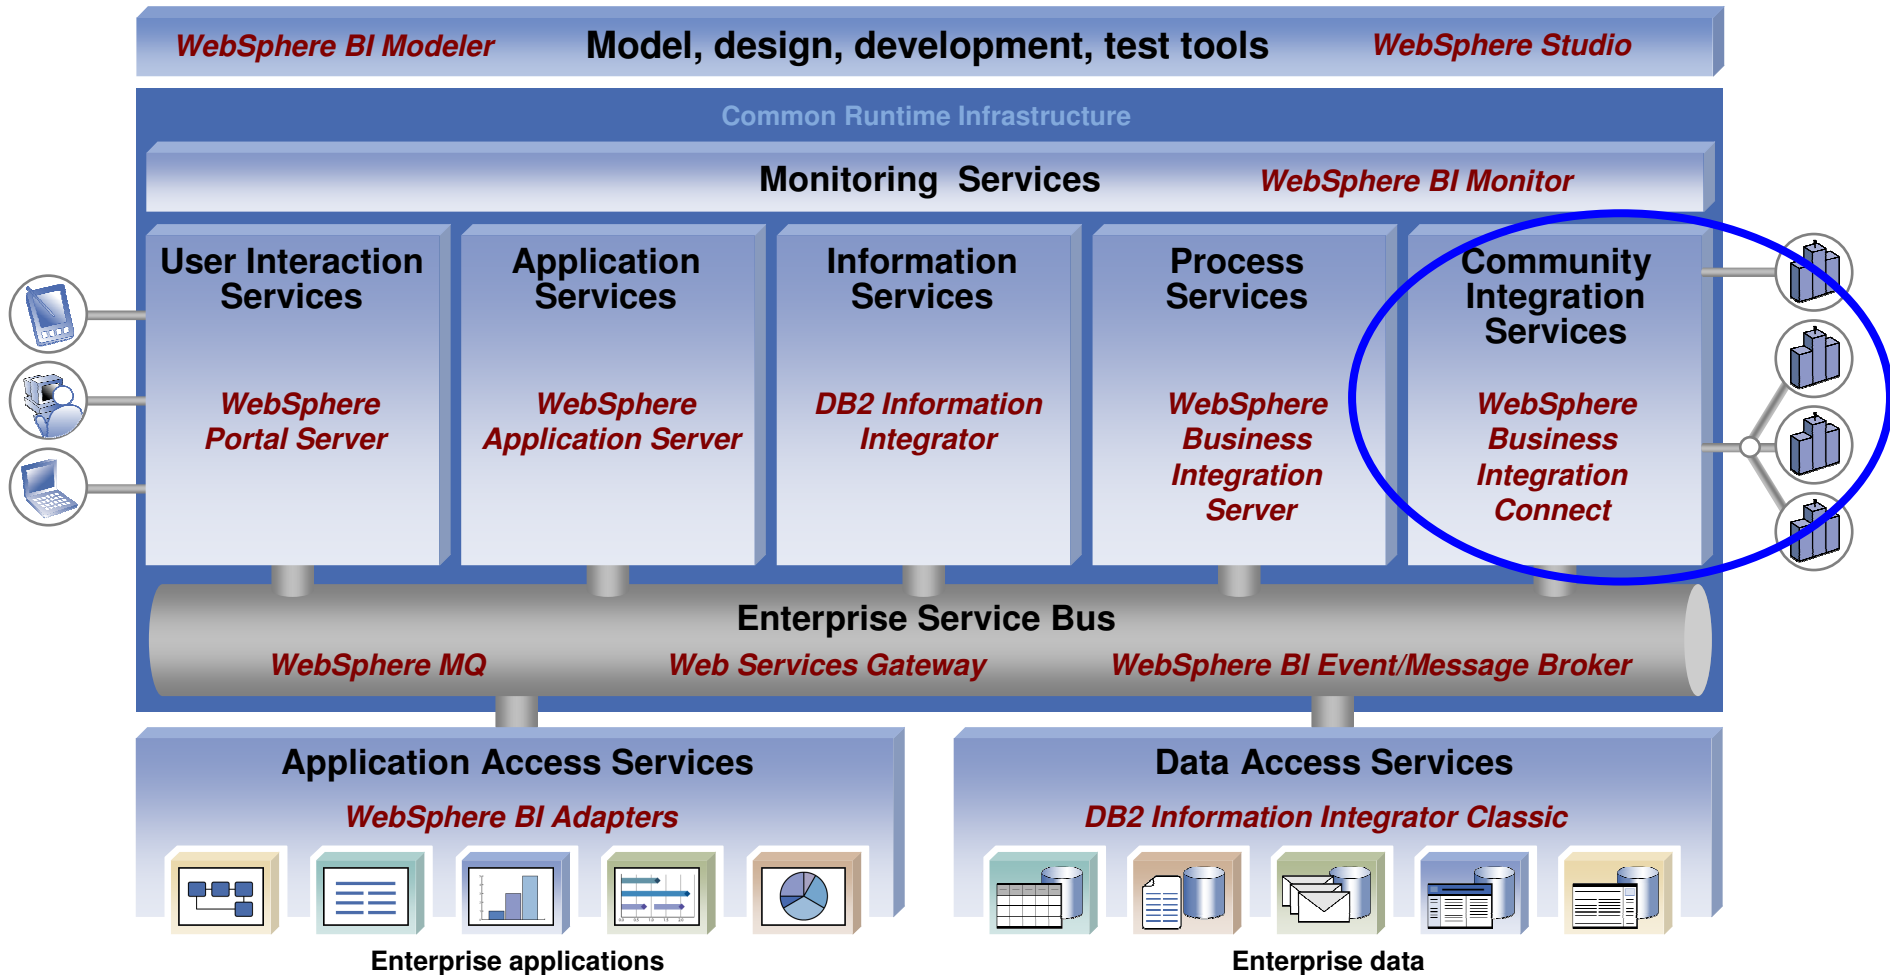 WebSphere BI Modeler
Model, design, development, test tools
WebSphere Studio
Common Runtime Infrastructure
Monitoring Services
WebSphere BI Monitor
User Interaction
Services
WebSphere
Portal Server
Application
Services
WebSphere
Application Server
Information
Services
DB2 Information
Integrator
Process
Services
WebSphere
Business
Integration
Server
Community
Integration
Services
WebSphere
Business
Integration
Connect
Enterprise Service Bus
WebSphere MQ
Web Services Gateway
WebSphere BI Event/Message Broker
Application Access Services
WebSphere BI Adapters
Enterprise applications
Data Access Services
DB2 Information Integrator Classic
Enterprise data